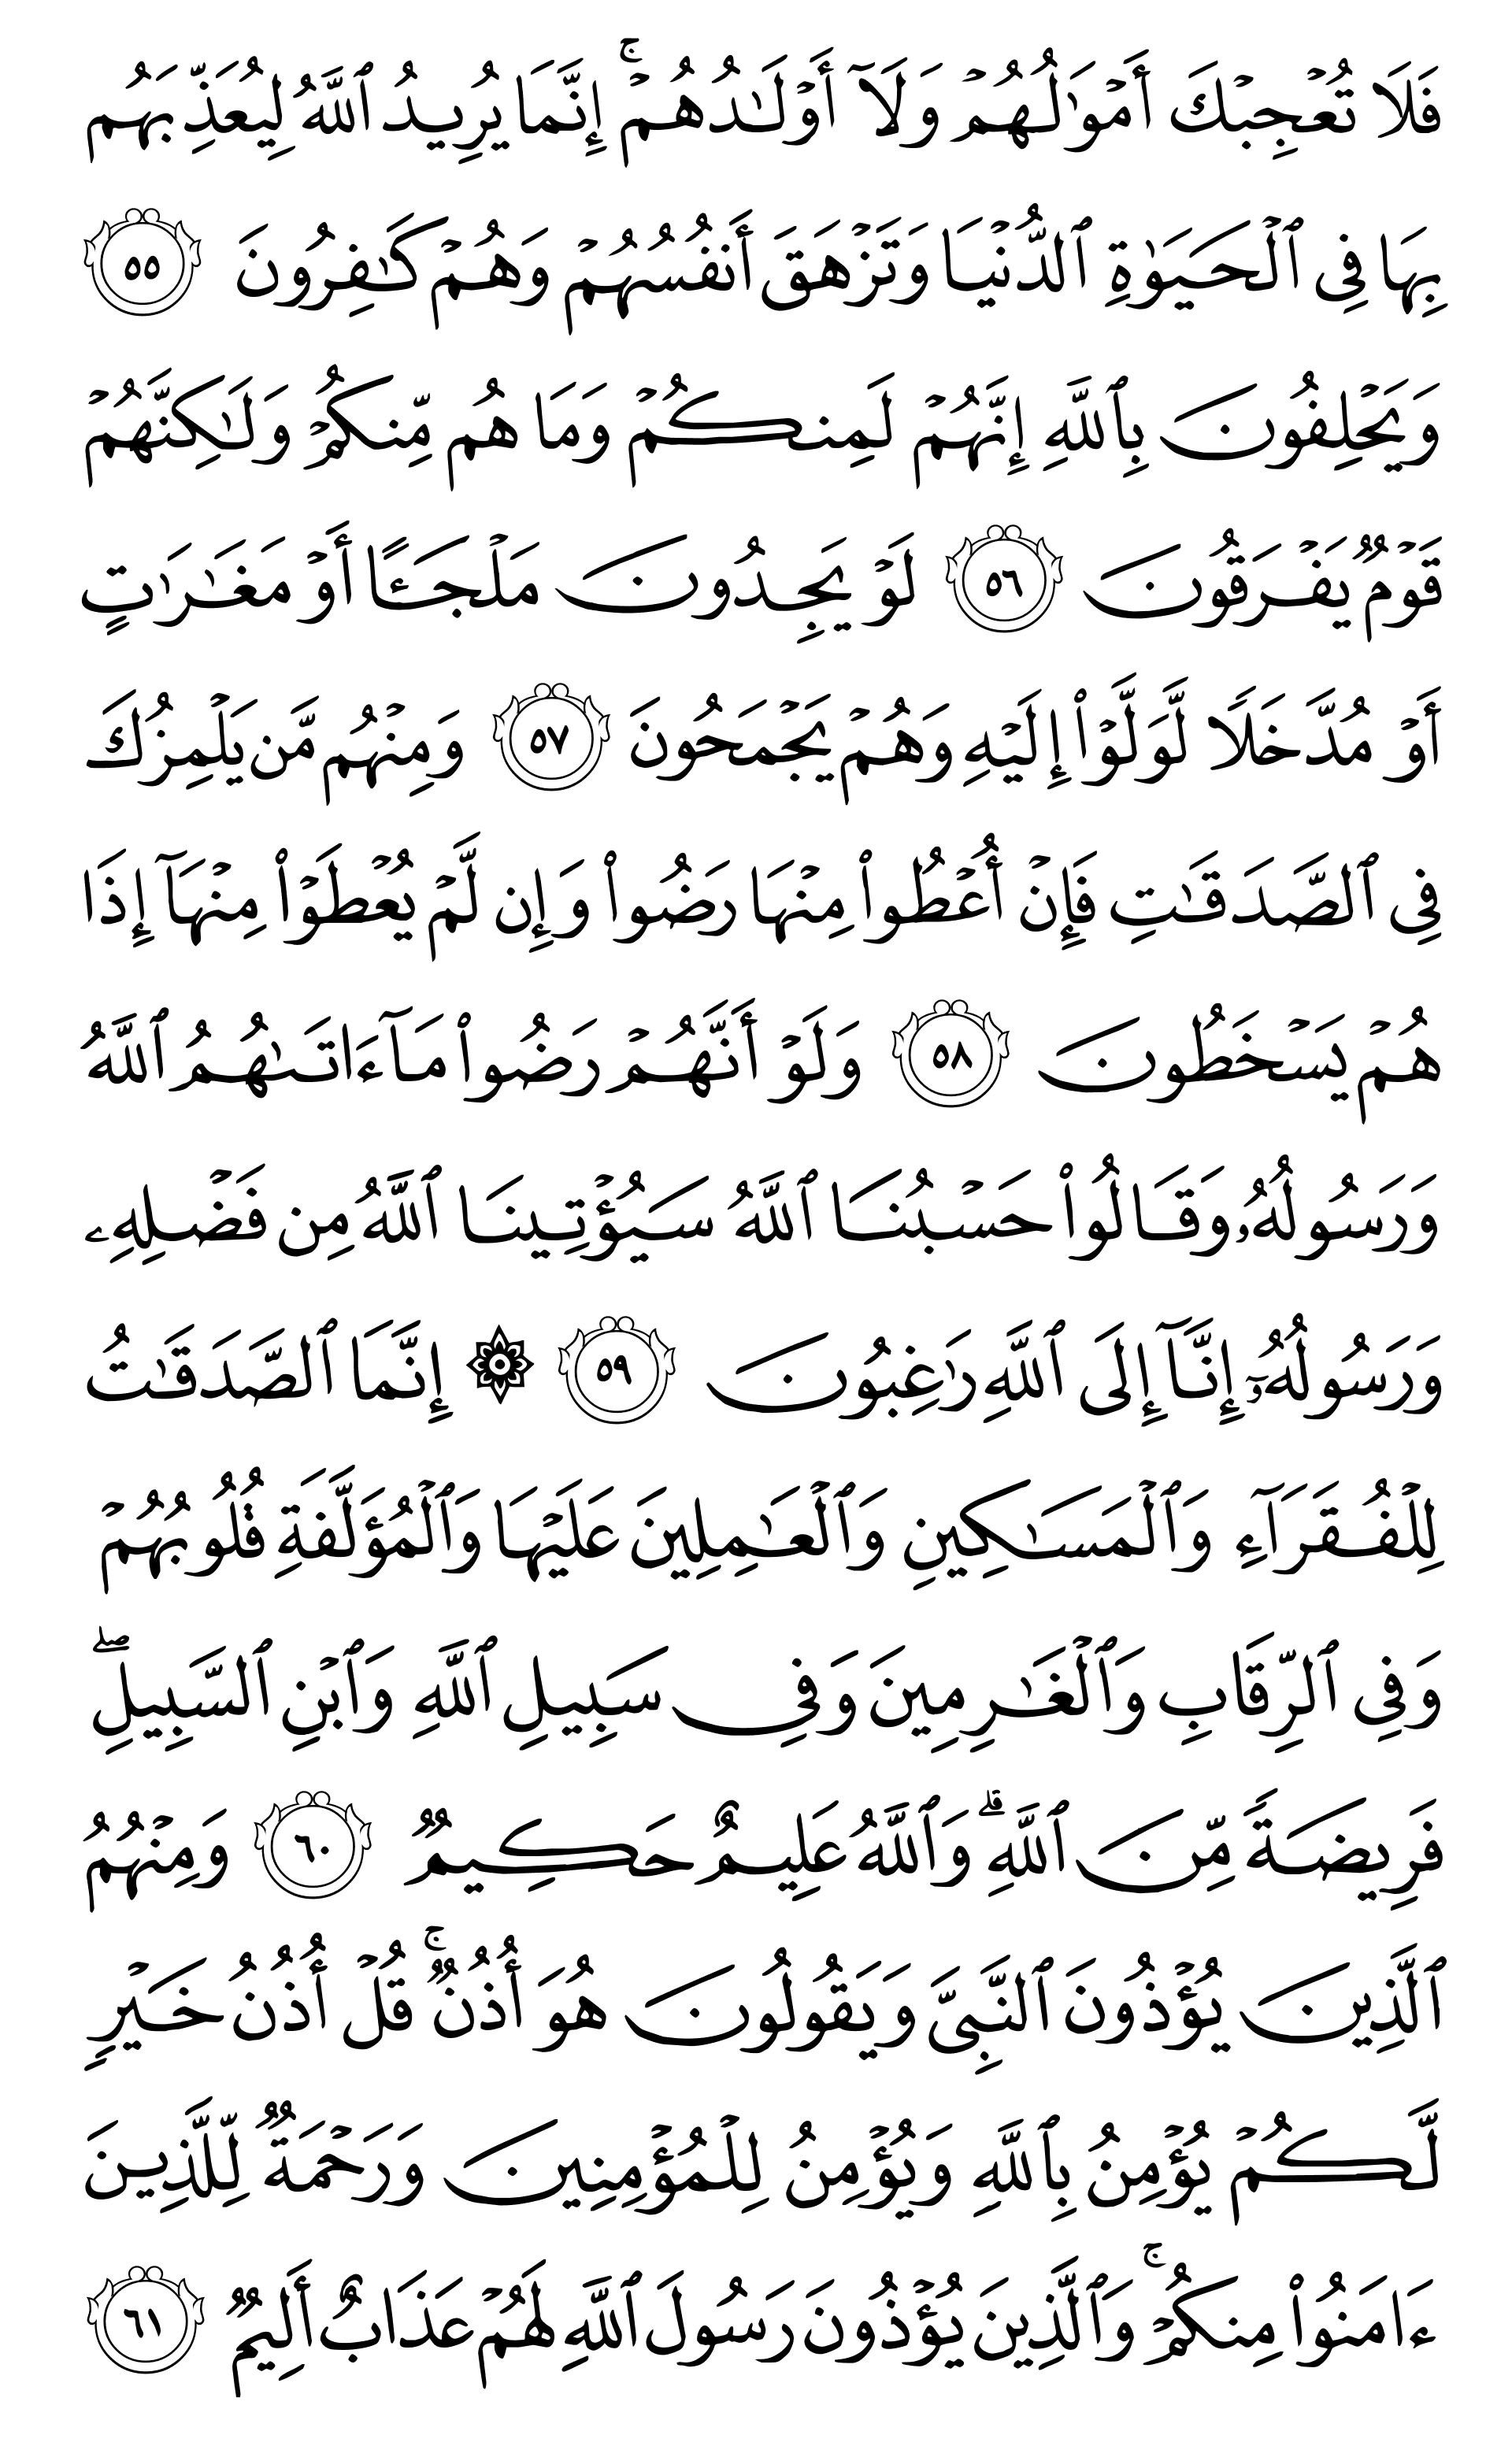 فَلَا تُعۡجِبۡكَ أَمۡوَٰلُهُمۡ وَلَآ أَوۡلَٰدُهُمۡۚ إِنَّمَا يُرِيدُ ٱللَّهُ لِيُعَذِّبَهُم
بِهَا فِي ٱلۡحَيَوٰةِ ٱلدُّنۡيَا وَتَزۡهَقَ أَنفُسُهُمۡ وَهُمۡ كَٰفِرُونَ ٥٥
وَيَحۡلِفُونَ بِٱللَّهِ إِنَّهُمۡ لَمِنكُمۡ وَمَا هُم مِّنكُمۡ وَلَٰكِنَّهُمۡ
قَوۡمٞ يَفۡرَقُونَ ٥٦ لَوۡ يَجِدُونَ مَلۡجَـًٔا أَوۡ مَغَٰرَٰتٍ
أَوۡ مُدَّخَلٗا لَّوَلَّوۡاْ إِلَيۡهِ وَهُمۡ يَجۡمَحُونَ ٥٧ وَمِنۡهُم مَّن يَلۡمِزُكَ
فِي ٱلصَّدَقَٰتِ فَإِنۡ أُعۡطُواْ مِنۡهَا رَضُواْ وَإِن لَّمۡ يُعۡطَوۡاْ مِنۡهَآ إِذَا
هُمۡ يَسۡخَطُونَ ٥٨ وَلَوۡ أَنَّهُمۡ رَضُواْ مَآ ءَاتَىٰهُمُ ٱللَّهُ
وَرَسُولُهُۥ وَقَالُواْ حَسۡبُنَا ٱللَّهُ سَيُؤۡتِينَا ٱللَّهُ مِن فَضۡلِهِۦ
وَرَسُولُهُۥٓ إِنَّآ إِلَى ٱللَّهِ رَٰغِبُونَ ٥٩ ۞ إِنَّمَا ٱلصَّدَقَٰتُ
لِلۡفُقَرَآءِ وَٱلۡمَسَٰكِينِ وَٱلۡعَٰمِلِينَ عَلَيۡهَا وَٱلۡمُؤَلَّفَةِ قُلُوبُهُمۡ
وَفِي ٱلرِّقَابِ وَٱلۡغَٰرِمِينَ وَفِي سَبِيلِ ٱللَّهِ وَٱبۡنِ ٱلسَّبِيلِۖ
فَرِيضَةٗ مِّنَ ٱللَّهِۗ وَٱللَّهُ عَلِيمٌ حَكِيمٞ ٦٠ وَمِنۡهُمُ
ٱلَّذِينَ يُؤۡذُونَ ٱلنَّبِيَّ وَيَقُولُونَ هُوَ أُذُنٞۚ قُلۡ أُذُنُ خَيۡرٖ
لَّكُمۡ يُؤۡمِنُ بِٱللَّهِ وَيُؤۡمِنُ لِلۡمُؤۡمِنِينَ وَرَحۡمَةٞ لِّلَّذِينَ
ءَامَنُواْ مِنكُمۡۚ وَٱلَّذِينَ يُؤۡذُونَ رَسُولَ ٱللَّهِ لَهُمۡ عَذَابٌ أَلِيمٞ ٦١